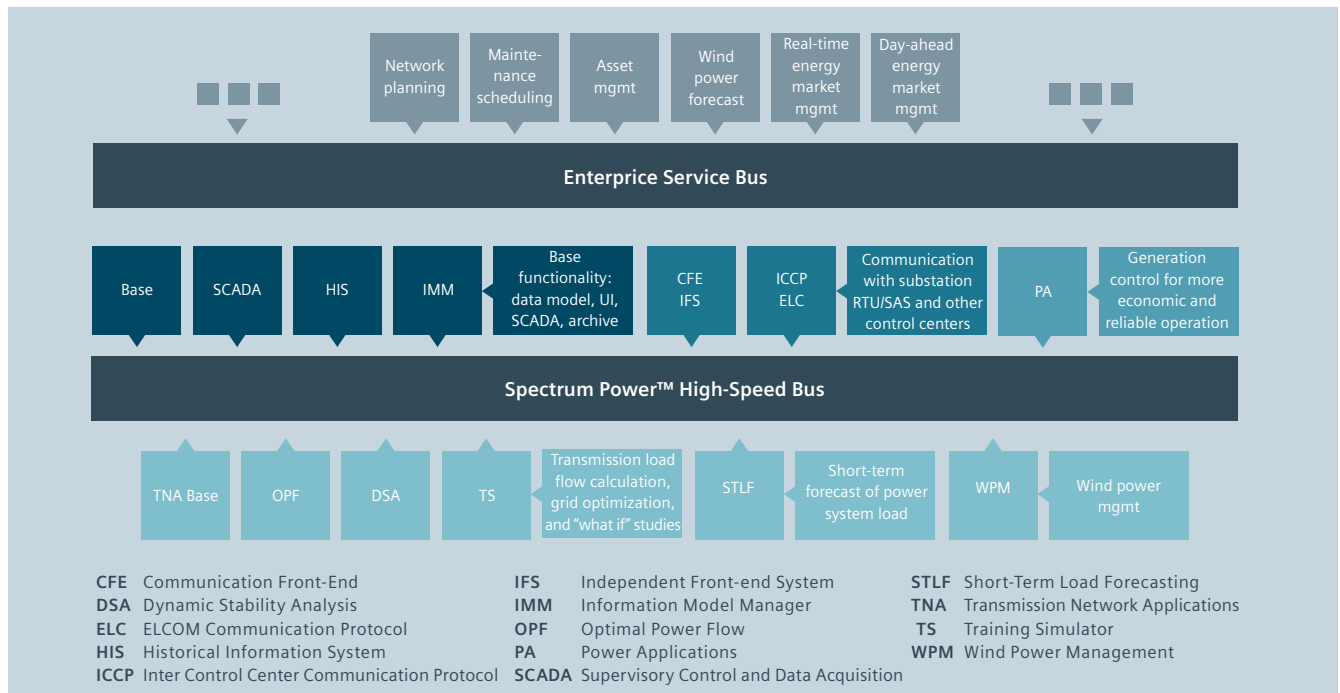 Network
planning
Mainte-
nance
scheduling
Asset
mgmt
Wind
power
forecast
Real-time
energy
market
mgmt
Day-ahead
energy
market
mgmt
Enterprice Service Bus
Base
SCADA
HIS
IMM
Base
functionality:
data model, UI,
SCADA, archive
CFE
IFS
ICCP
ELC
Communication
with substation
RTU/SAS and other
control centers
PA
Generation
control for more
economic and
reliable operation
Spectrum Power™ High-Speed Bus
TNA Base
OPF
DSA
TS
Transmission load
flow calculation,
grid optimization,
and “what if” studies
STLF
Short-term
forecast of power
system load
WPM
Wind power
mgmt
CFE Communication Front-End
DSA Dynamic Stability Analysis
ELC ELCOM Communication Protocol
HIS Historical Information System
ICCP Inter Control Center Communication Protocol
IFS Independent Front-end System
IMM Information Model Manager
OPF Optimal Power Flow
PA Power Applications
SCADA Supervisory Control and Data Acquisition
STLF Short-Term Load Forecasting
TNA Transmission Network Applications
TS Training Simulator
WPM Wind Power Management